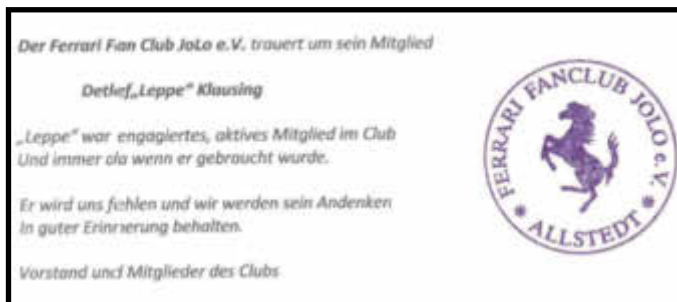 Der Ferrari Fan Club JoLo e.V. trauert um sein Mitglied
Detlef„Leppe“ Klausing
„Leppe“ war engagiertes, aktives Mitglied im Club
Und immer da wenn er gebraucht wurde.
Er wird uns fehlen und wir werden sein Andenken
In guter Erinnerung behalten.
Vorstand und Mitglieder des Clubs
FERRARI FANCLUB JOLO e.V.
* ALLSTEDT *